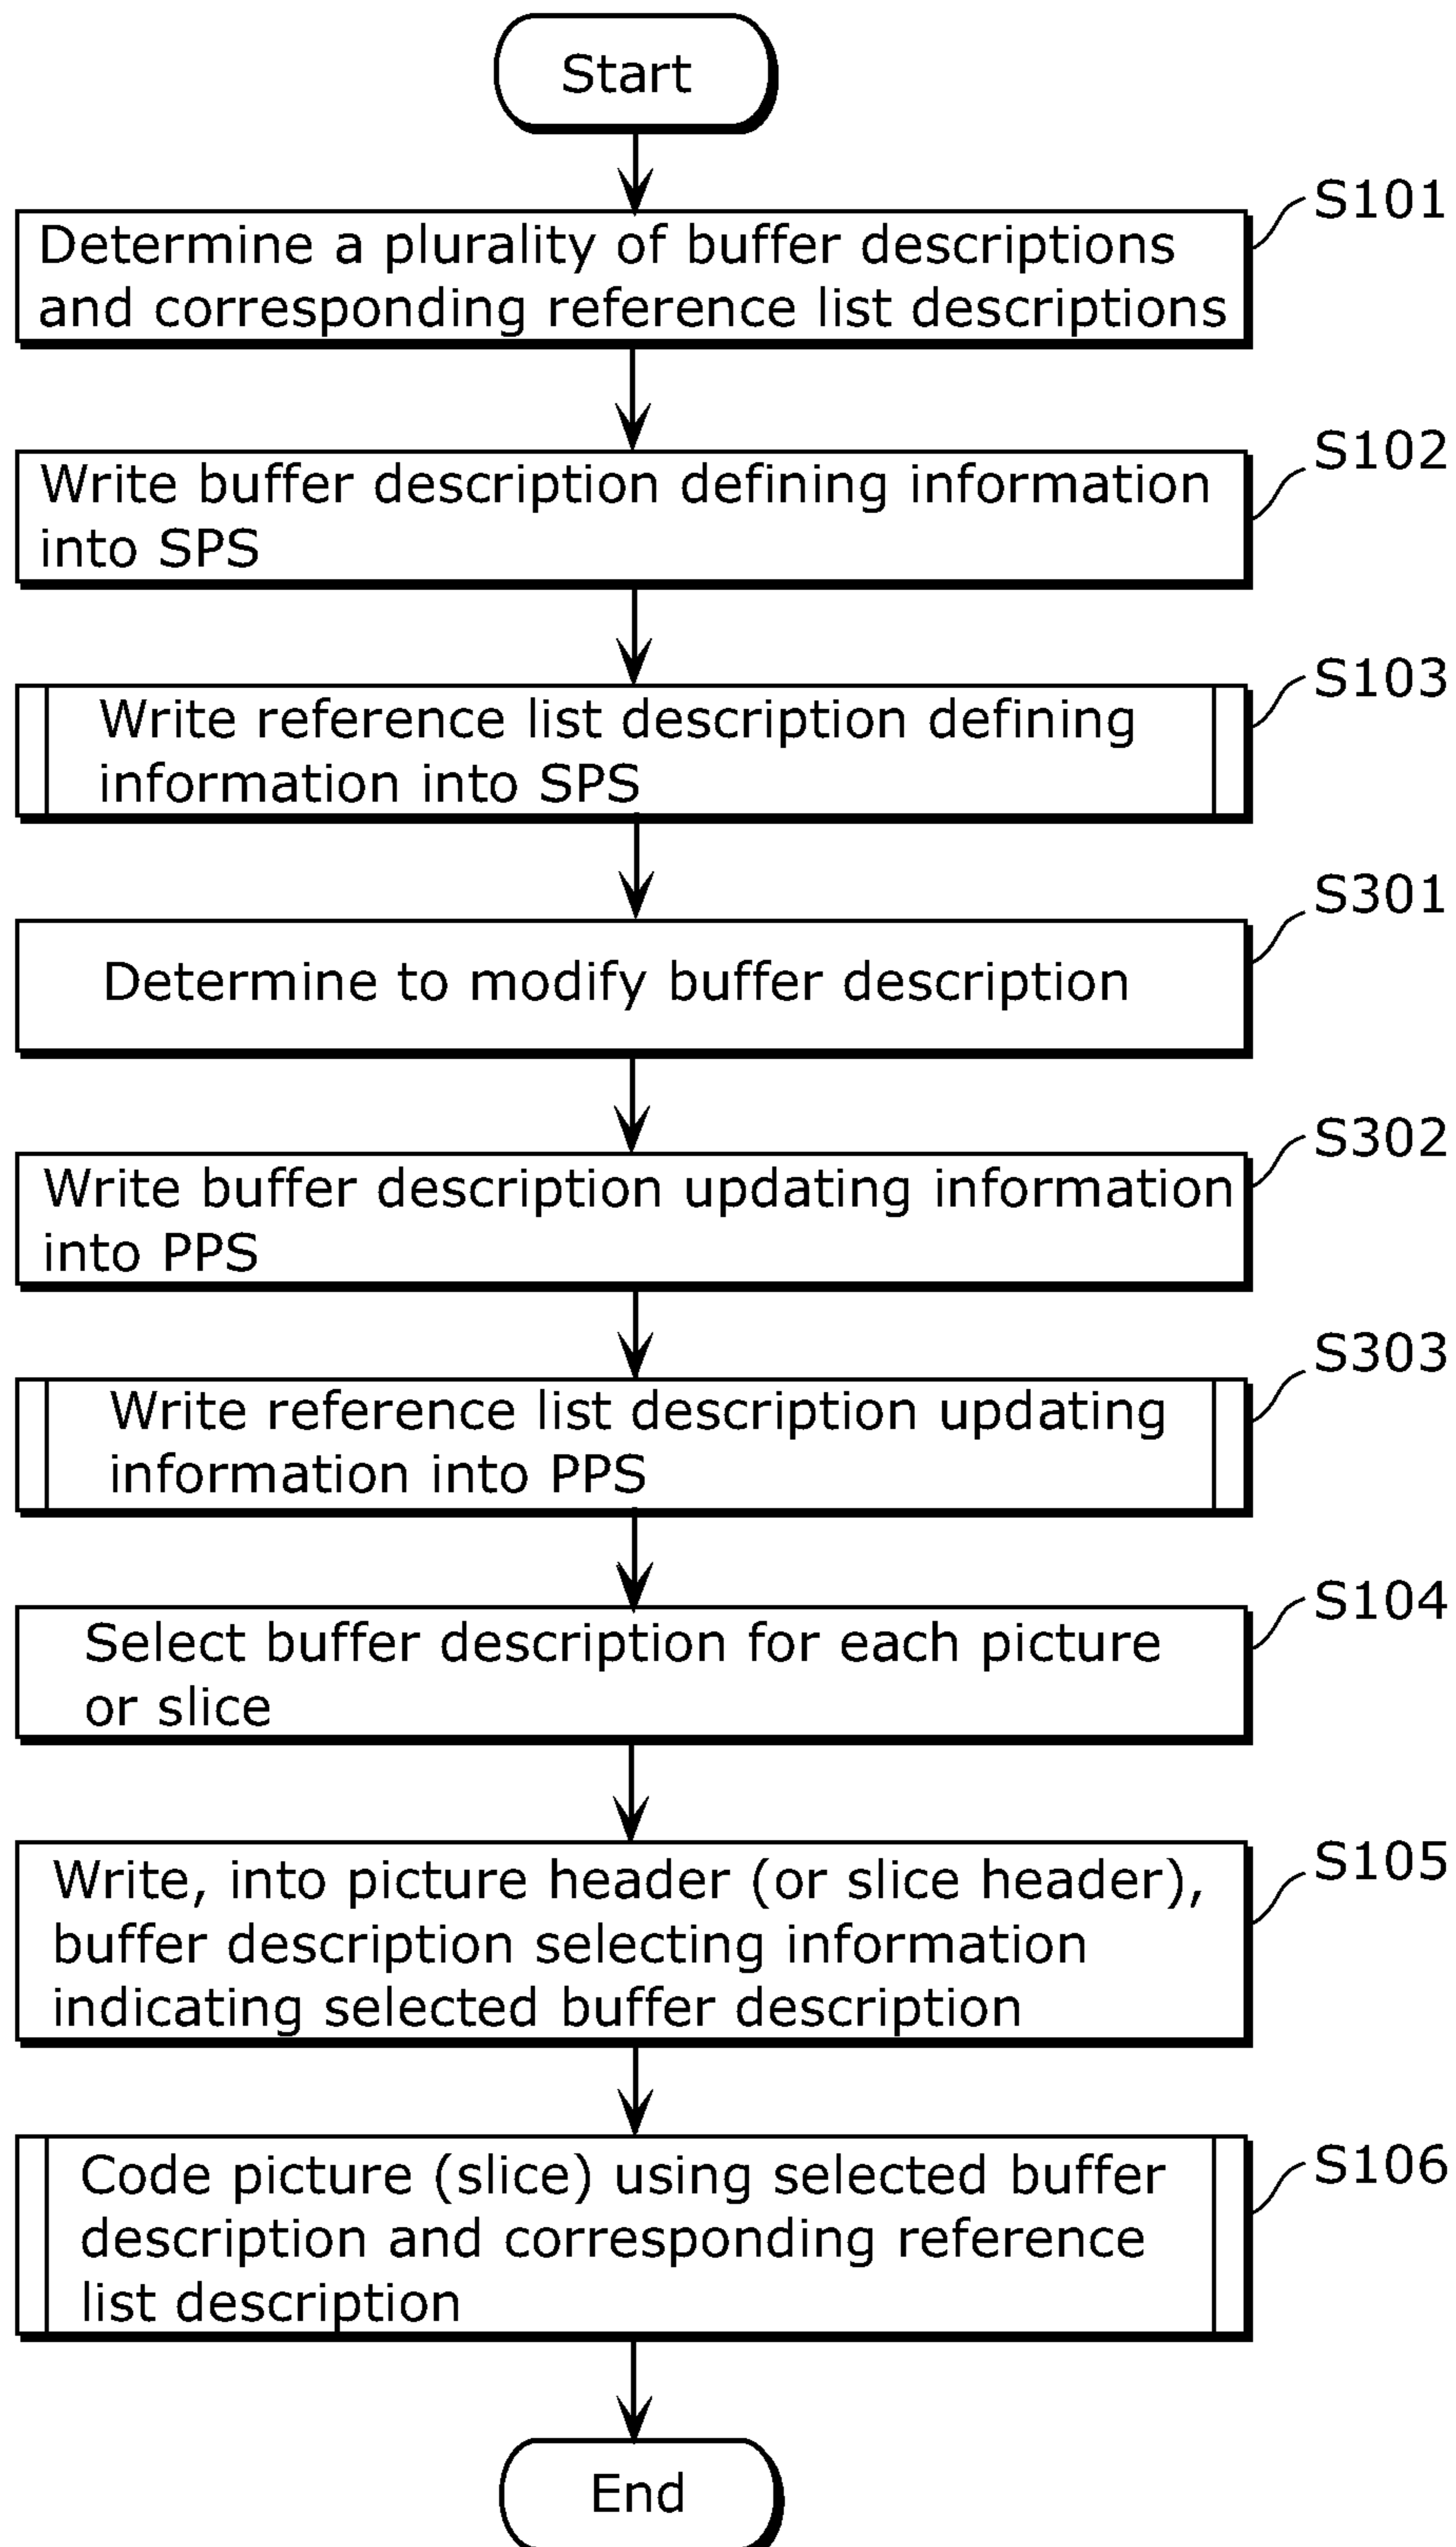 Start
S101
Determine a plurality of buffer descriptions
and corresponding reference list descriptions
S102
Write buffer description defining information
into SPS
S103
Write reference list description defining
information into SPS
S301
Determine to modify buffer description
S302
Write buffer description updating information
into PPS
S303
Write reference list description updating
information into PPS
S104
Select buffer description for each picture
or slice
S105
Write, into picture header (or slice header),
buffer description selecting information
indicating selected buffer description
S106
Code picture (slice) using selected buffer
description and corresponding reference
list description
End